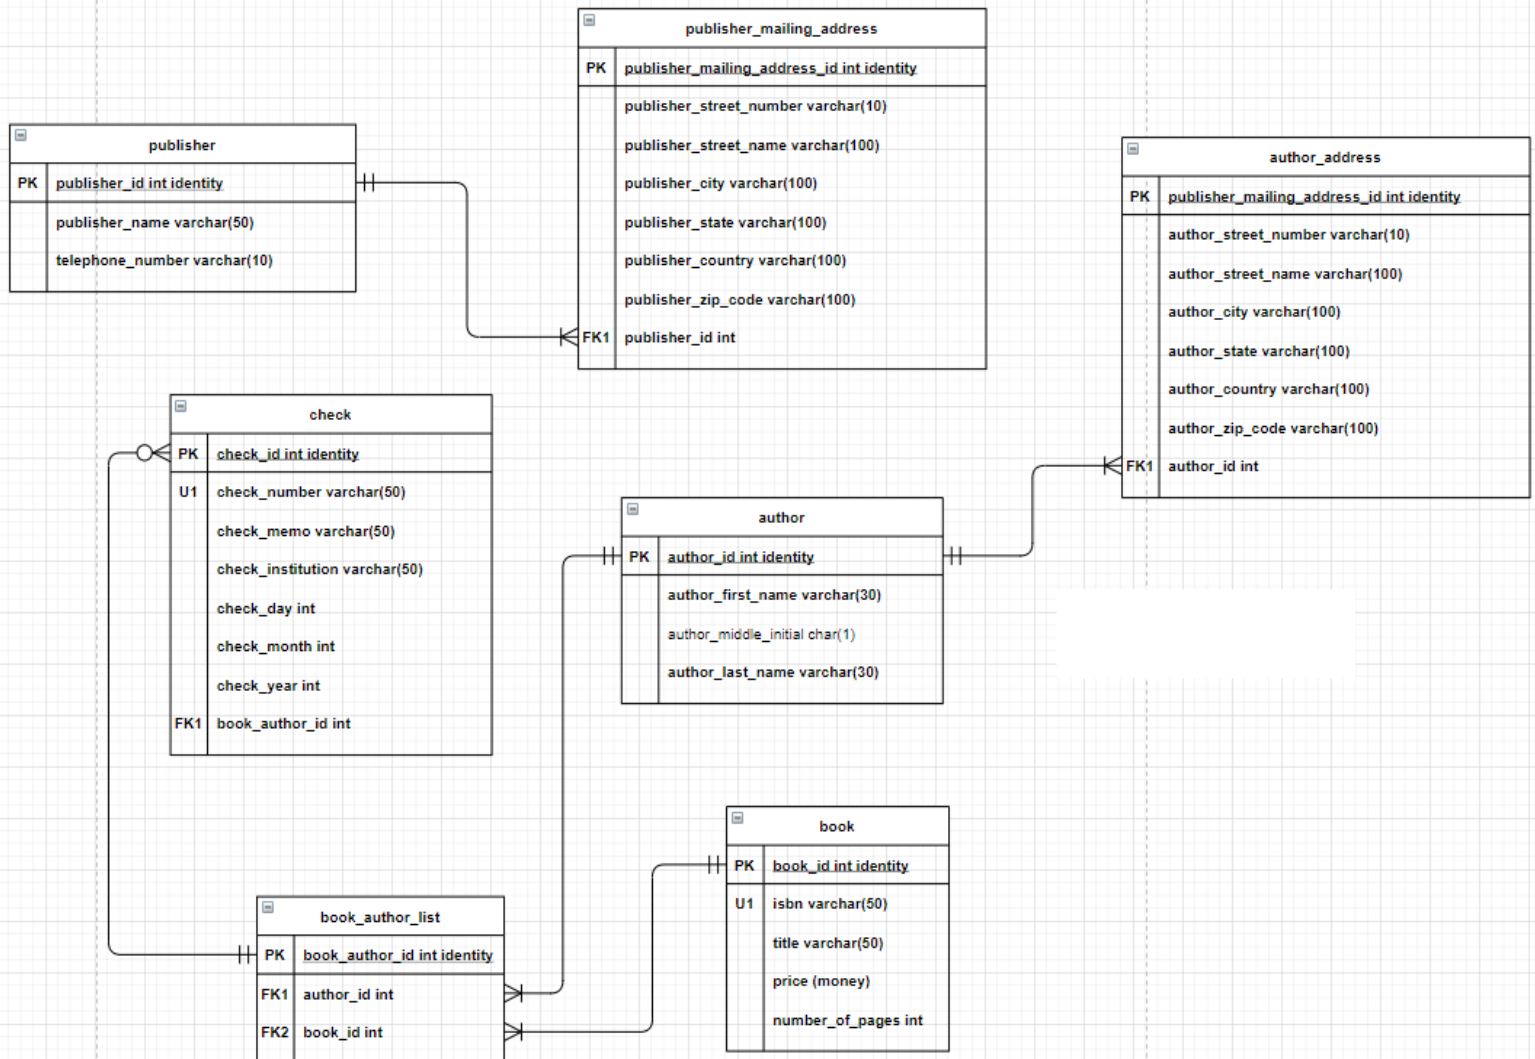 publisher_mailing_address
PK publisher_mailing_address_id int identity
publisher_street_number varchar(10)
publisher_street_name varchar(100)
publisher_city varchar(100)
publisher_state varchar(100)
publisher_country varchar(100)
publisher_zip_code varchar(100)
FK1 publisher_id int
publisher
PK publisher_id int identity
publisher_name varchar(50)
telephone_number varchar(10)
author_address
PK publisher_mailing_address_id int identity
author_street_number varchar(10)
author_street_name varchar(100)
author_city varchar(100)
author_state varchar(100)
author_country varchar(100)
author_zip_code varchar(100)
FK1 author_id int
check
PK check_id int identity
U1 check_number varchar(50)
check_memo varchar(50)
check_institution varchar(50)
check_day int
check_month int
check_year int
FK1 book_author_id int
author
PK author_id int identity
author_first_name varchar(30)
author_middle_initial char(1)
author_last_name varchar(30)
book
PK book_id int identity
U1 isbn varchar(50)
title varchar(50)
price (money)
number_of_pages int
book_author_list
PK book_author_id int identity
FK1 author_id int
FK2 book_id int